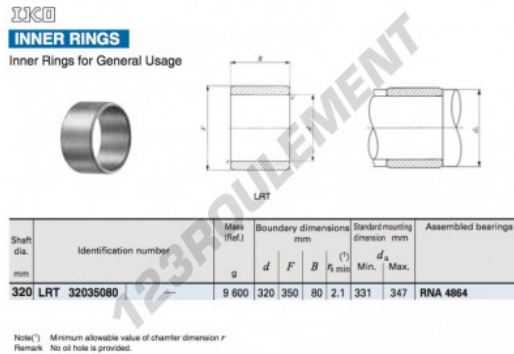 IKO
INNER RINGS
Inner Rings for General Usage
B
r
r
F
d
da
LRT
Shaft dia. mm
Identification number
Mass (Ref.) g
Boundary dimensions mm
d F B rs min(1)
Standard mounting dimension mm
da
Min. Max.
Assembled bearings
320 LRT 32035080 — 9 600 320 350 80 2.1 331 347 RNA 4864
Note(1) Minimum allowable value of chamfer dimension r
Remark No oil hole is provided.
123ROULEMENT